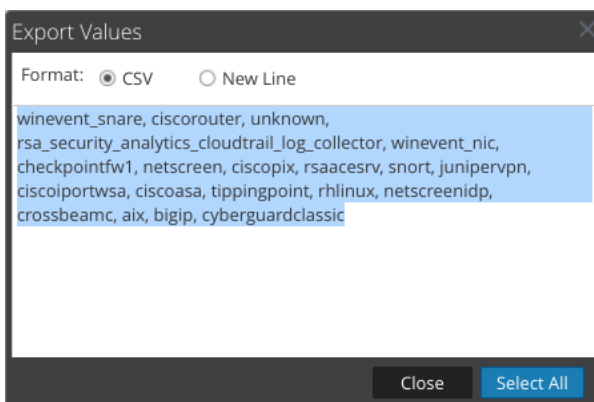 Export Values
Format: CSV New Line
winevent_snare, ciscorouter, unknown,
rsa_security_analytics_cloudtrail_log_collector, winevent_nic,
checkpointfw1, netscreen, ciscopix, rsaacesrv, snort, junipervpn,
ciscoiportwsa, ciscoasa, tippingpoint, rhlinux, netscreenidp,
crossbeamc, aix, bigip, cyberguardclassic
Close Select All